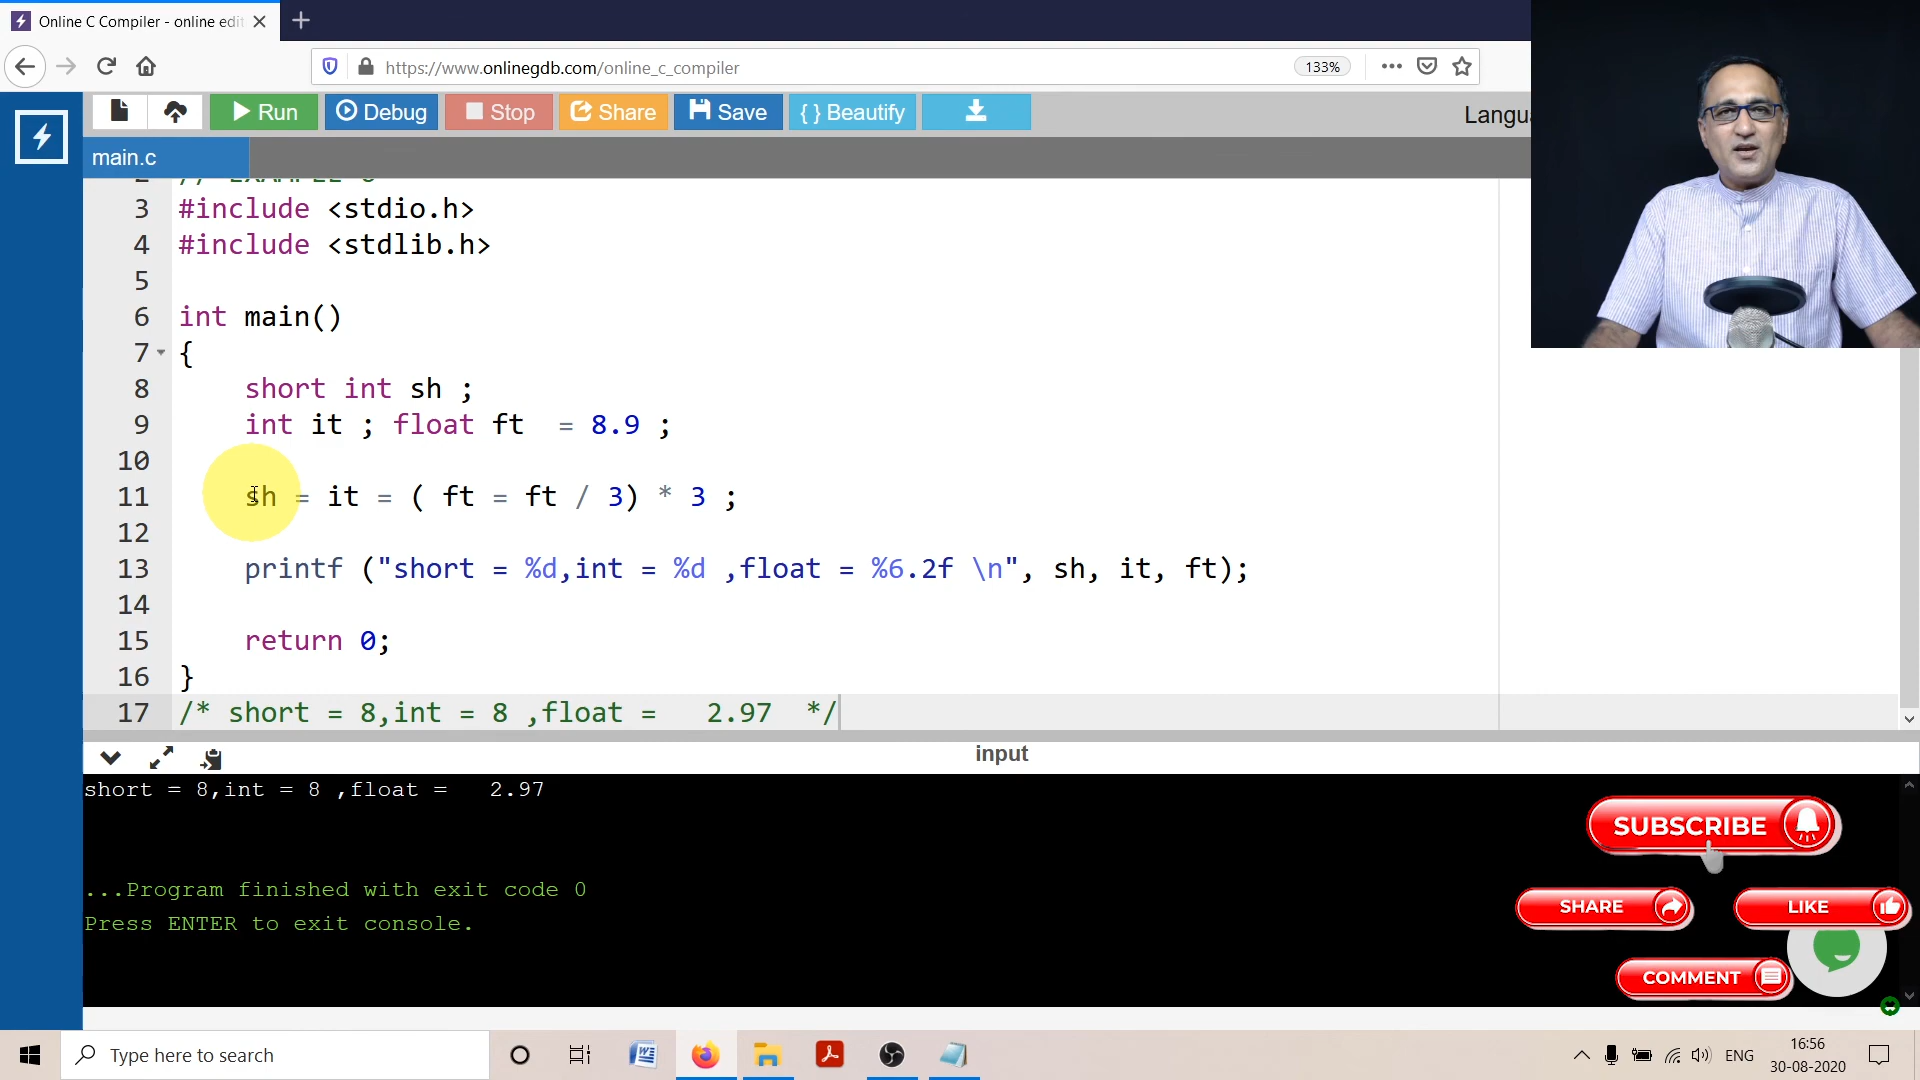 Online C Compiler - online edit
https://www.onlinegdb.com/online_c_compiler
133%
Run Debug Stop Share Save { } Beautify
Langu
main.c
2 // EXAMPLE
3 #include <stdio.h>
4 #include <stdlib.h>
5
6 int main()
7 {
8 short int sh ;
9 int it ; float ft = 8.9 ;
10
11 sh = it = ( ft = ft / 3) * 3 ;
12
13 printf ("short = %d,int = %d ,float = %6.2f \n", sh, it, ft);
14
15 return 0;
16 }
17 /* short = 8,int = 8 ,float = 2.97 */
input
short = 8,int = 8 ,float = 2.97
...Program finished with exit code 0
Press ENTER to exit console.
SUBSCRIBE
SHARE
LIKE
COMMENT
Type here to search
ENG
16:56
30-08-2020